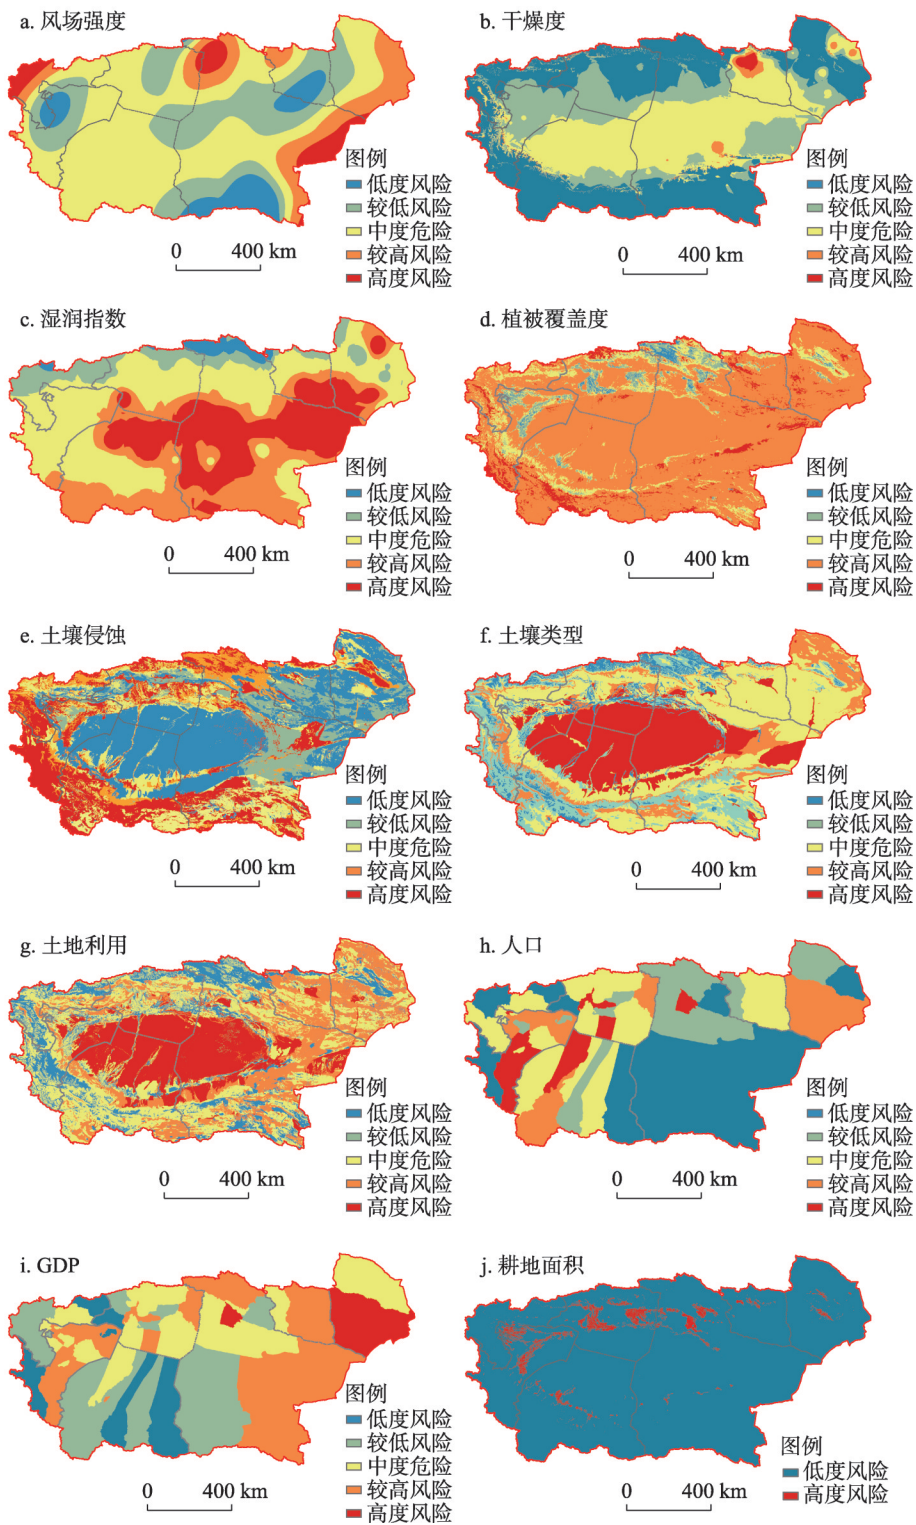 a. 风场强度
图例
低度风险
较低风险
中度危险
较高风险
高度风险
0 400 km
b. 干燥度
图例
低度风险
较低风险
中度危险
较高风险
高度风险
0 400 km
c. 湿润指数
图例
低度风险
较低风险
中度危险
较高风险
高度风险
0 400 km
d. 植被覆盖度
图例
低度风险
较低风险
中度危险
较高风险
高度风险
0 400 km
e. 土壤侵蚀
图例
低度风险
较低风险
中度危险
较高风险
高度风险
0 400 km
f. 土壤类型
图例
低度风险
较低风险
中度危险
较高风险
高度风险
0 400 km
g. 土地利用
图例
低度风险
较低风险
中度危险
较高风险
高度风险
0 400 km
h. 人口
图例
低度风险
较低风险
中度危险
较高风险
高度风险
0 400 km
i. GDP
图例
低度风险
较低风险
中度危险
较高风险
高度风险
0 400 km
j. 耕地面积
图例
低度风险
高度风险
0 400 km